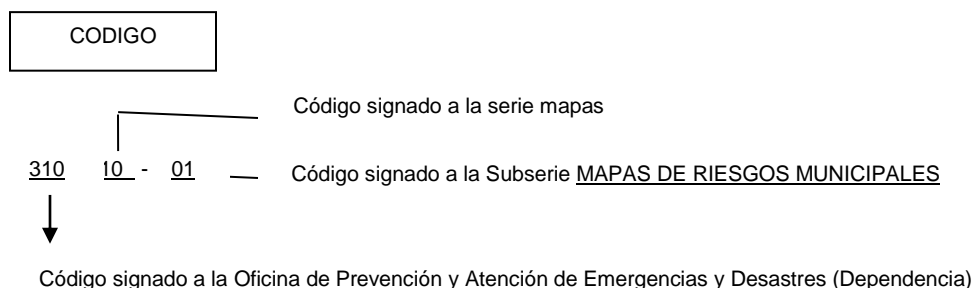 CODIGO
Código signado a la serie mapas
310 10 - 01 Código signado a la Subserie MAPAS DE RIESGOS MUNICIPALES
Código signado a la Oficina de Prevención y Atención de Emergencias y Desastres (Dependencia)